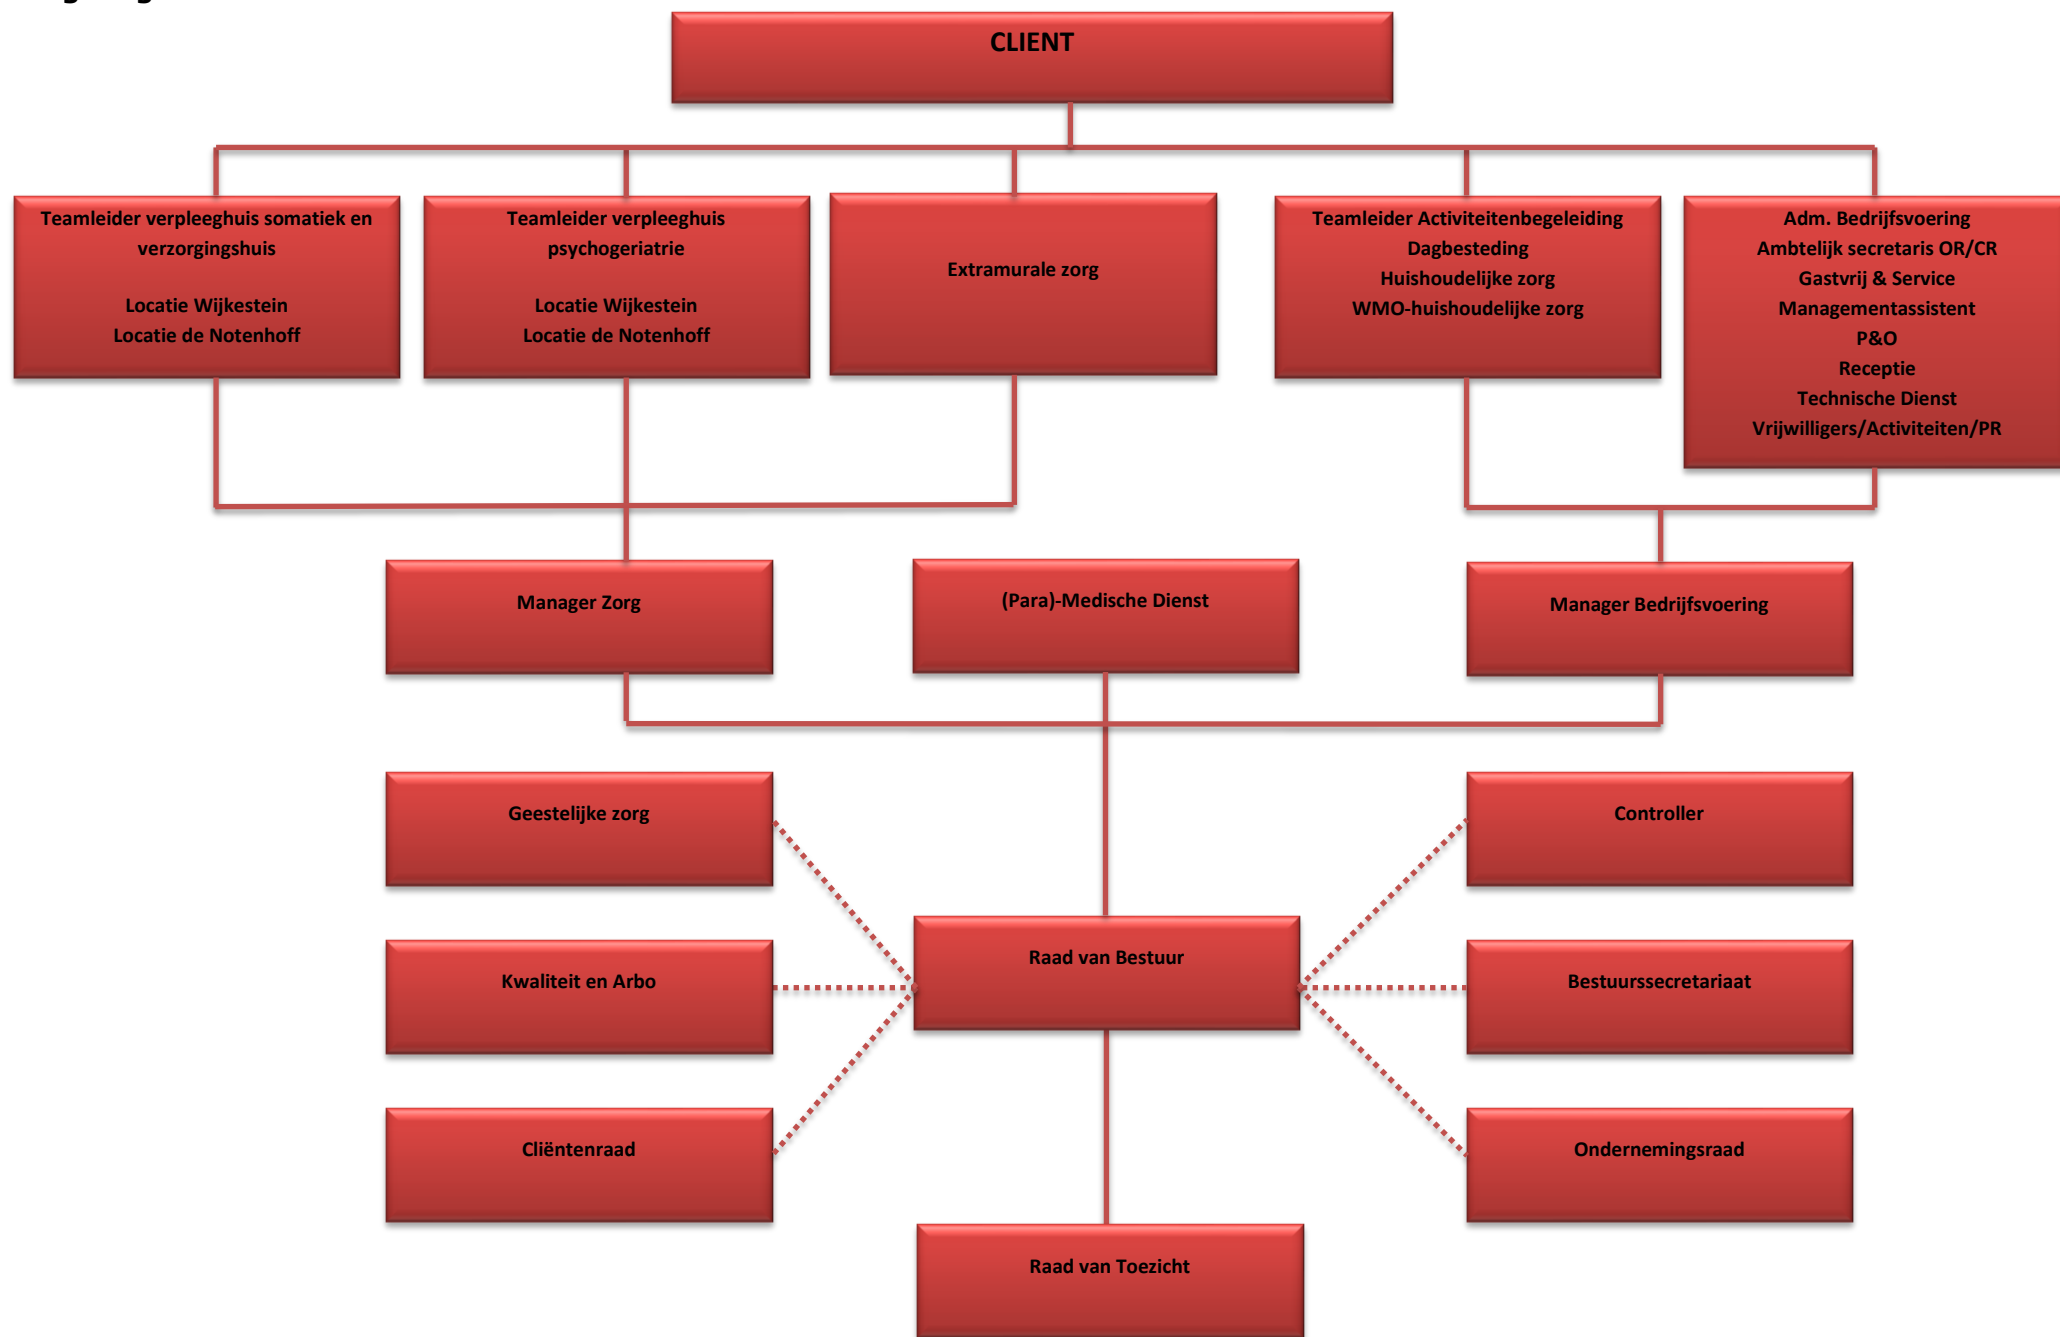 CLIENT
Teamleider verpleeghuis somatiek en
verzorgingshuis
Locatie Wijkestein
Locatie de Notenhoff
Teamleider verpleeghuis
psychogeriatrie
Locatie Wijkestein
Locatie de Notenhoff
Extramurale zorg
Teamleider Activiteitenbegeleiding
Dagbesteding
Huishoudelijke zorg
WMO-huishoudelijke zorg
Adm. Bedrijfsvoering
Ambtelijk secretaris OR/CR
Gastvrij & Service
Managementassistent
P&O
Receptie
Technische Dienst
Vrijwilligers/Activiteiten/PR
Manager Zorg
(Para)-Medische Dienst
Manager Bedrijfsvoering
Geestelijke zorg
Controller
Raad van Bestuur
Kwaliteit en Arbo
Bestuurssecretariaat
Cliëntenraad
Ondernemingsraad
Raad van Toezicht